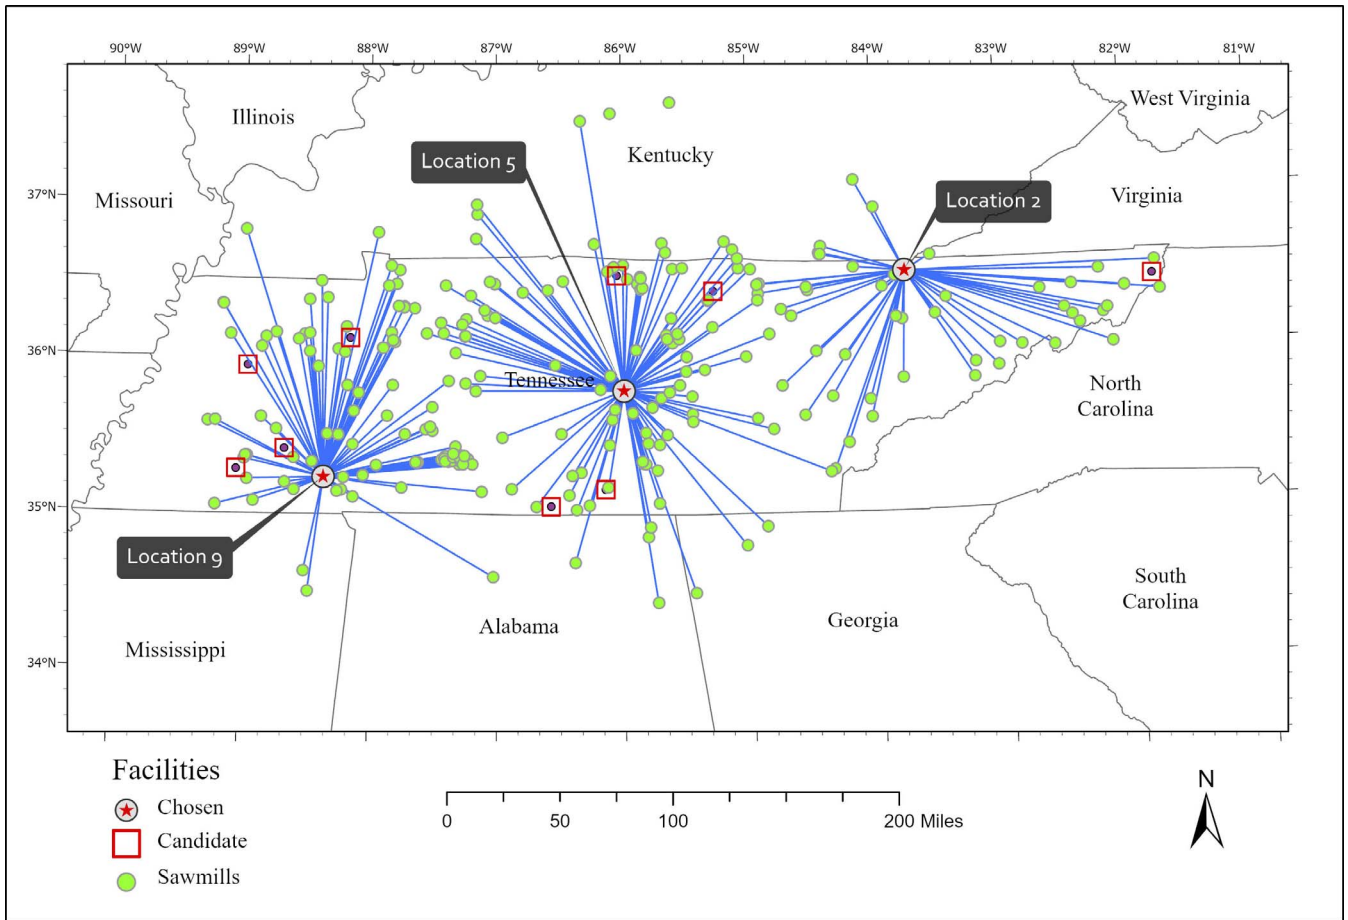 90°W 89°W 88°W 87°W 86°W 85°W 84°W 83°W 82°W 81°W
West Virginia
Illinois
Kentucky
Location 5
Virginia
Location 2
Missouri
37°N
36°N
Tennessee
North
Carolina
35°N
Location 9
South
Carolina
Alabama
Georgia
Mississippi
34°N
Facilities
Chosen
Candidate
Sawmills
0 50 100 200 Miles
N